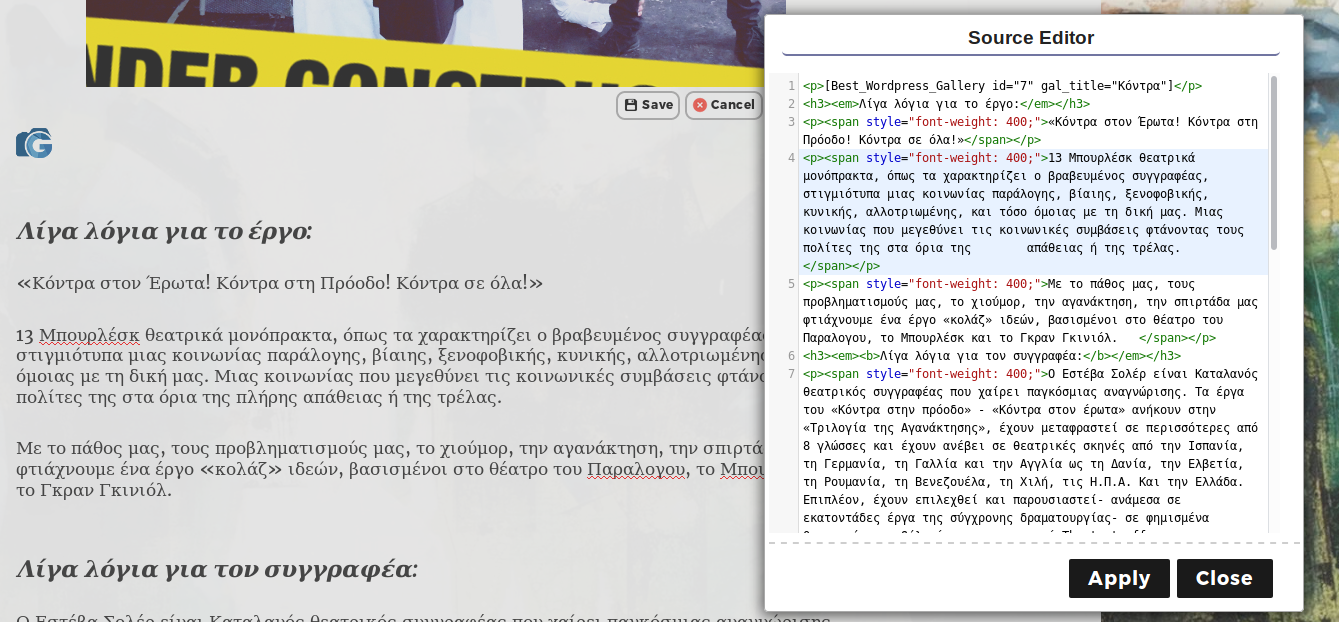 NDER CONSTRUC
Save Cancel
Λίγα λόγια για το έργο:
«Κόντρα στον Έρωτα! Κόντρα στη Πρόοδο! Κόντρα σε όλα!»
13 Μπουρλέσκ θεατρικά μονόπρακτα, όπως τα χαρακτηρίζει ο βραβευμένος συγγραφέας
στιγμιότυπα μιας κοινωνίας παράλογης, βίαιης, ξενοφοβικής, κυνικής, αλλοτριωμένης
όμοιας με τη δική μας. Μιας κοινωνίας που μεγεθύνει τις κοινωνικές συμβάσεις φτάνο
πολίτες της στα όρια της πλήρης απάθειας ή της τρέλας.
Με το πάθος μας, τους προβληματισμούς μας, το χιούμορ, την αγανάκτηση, την σπιρτά
φτιάχνουμε ένα έργο «κολάζ» ιδεών, βασισμένοι στο θέατρο του Παραλογου, το Μπου
το Γκραν Γκινιόλ.
Λίγα λόγια για τον συγγραφέα:
Ο Εστέβα Σολέρ είναι Καταλανός θεατρικός συγγραφέας που χαίρει παγκόσμιας αναγνώρισης.
Source Editor
1 <p>[Best_Wordpress_Gallery id="7" gal_title="Κόντρα"]</p>
2 <h3><em>Λίγα λόγια για το έργο:</em></h3>
3 <p><span style="font-weight: 400;">«Κόντρα στον Έρωτα! Κόντρα στη
Πρόοδο! Κόντρα σε όλα!»</span></p>
4 <p><span style="font-weight: 400;">13 Μπουρλέσκ θεατρικά
μονόπρακτα, όπως τα χαρακτηρίζει ο βραβευμένος συγγραφέας,
στιγμιότυπα μιας κοινωνίας παράλογης, βίαιης, ξενοφοβικής,
κυνικής, αλλοτριωμένης, και τόσο όμοιας με τη δική μας. Μιας
κοινωνίας που μεγεθύνει τις κοινωνικές συμβάσεις φτάνοντας τους
πολίτες της στα όρια της απάθειας ή της τρέλας.
</span></p>
5 <p><span style="font-weight: 400;">Με το πάθος μας, τους
προβληματισμούς μας, το χιούμορ, την αγανάκτηση, την σπιρτάδα μας
φτιάχνουμε ένα έργο «κολάζ» ιδεών, βασισμένοι στο θέατρο του
Παραλογου, το Μπουρλέσκ και το Γκραν Γκινιόλ. </span></p>
6 <h3><em><b>Λίγα λόγια για τον συγγραφέα:</b></em></h3>
7 <p><span style="font-weight: 400;">Ο Εστέβα Σολέρ είναι Καταλανός
θεατρικός συγγραφέας που χαίρει παγκόσμιας αναγνώρισης. Τα έργα
του «Κόντρα στην πρόοδο» - «Κόντρα στον έρωτα» ανήκουν στην
«Τριλογία της Αγανάκτησης», έχουν μεταφραστεί σε περισσότερες από
8 γλώσσες και έχουν ανέβει σε θεατρικές σκηνές από την Ισπανία,
τη Γερμανία, τη Γαλλία και την Αγγλία ως τη Δανία, την Ελβετία,
τη Ρουμανία, τη Βενεζουέλα, τη Χιλή, τις Η.Π.Α. Και την Ελλάδα.
Επιπλέον, έχουν επιλεχθεί και παρουσιαστεί- ανάμεσα σε
εκατοντάδες έργα της σύγχρονης δραματουργίας- σε φημισμένα
Apply Close